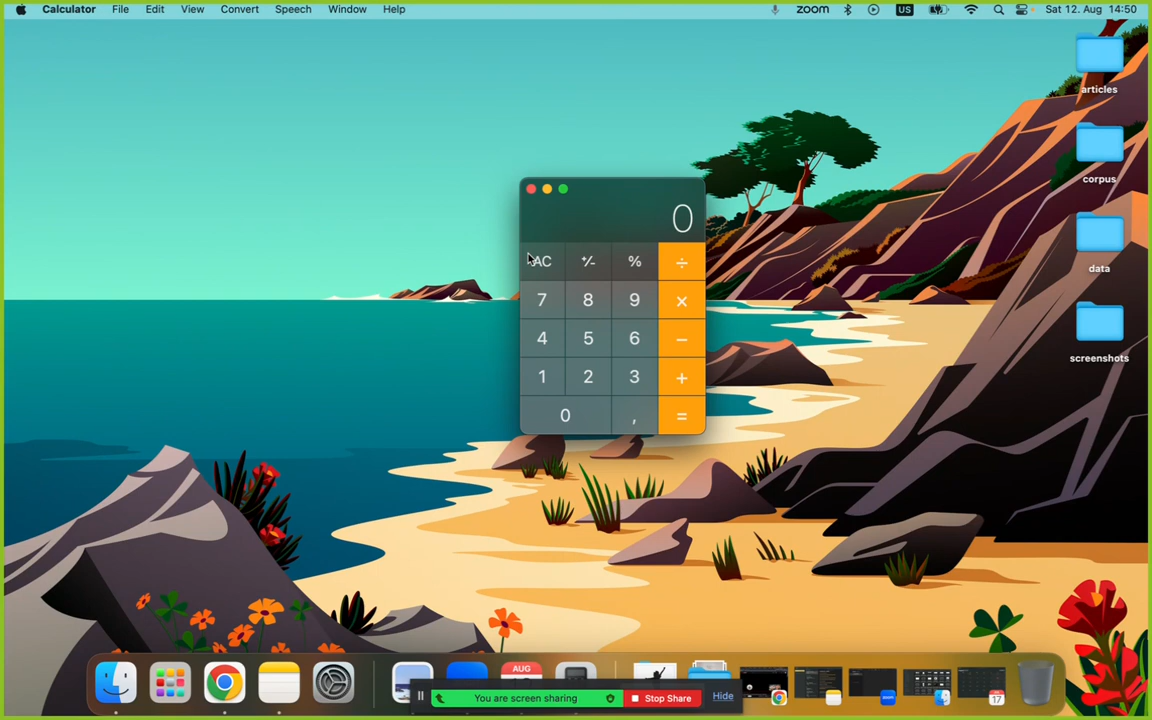 Calculator File Edit View Convert Speech Window Help
zoom US Sat 12. Aug 14:50
articles
corpus
data
screenshots
0
AC +/- % ÷
7 8 9 ×
4 5 6 −
1 2 3 +
0 , =
AUG
You are screen sharing Stop Share Hide
17